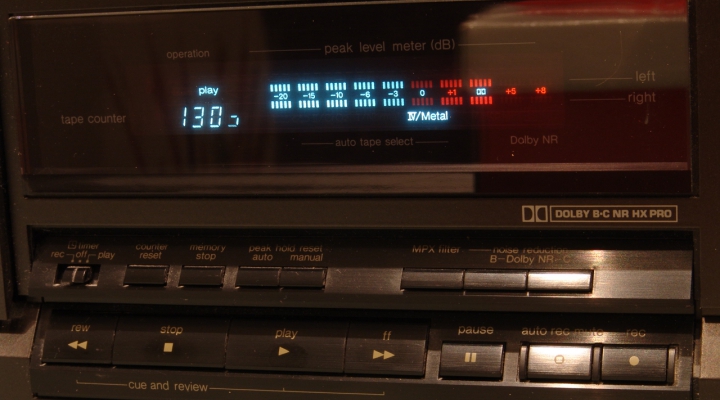 operation
peak level meter (dB)
play
-20 -15 -10 -6 -3 0 +1 +5 +8
left
right
tape counter
130
IV/Metal
auto tape select
Dolby NR
DOLBY B·C NR HX PRO
timer
rec off play
counter
reset
memory
stop
peak hold reset
auto manual
MPX filter
noise reduction
B Dolby NR C
rew
stop
play
ff
pause
auto rec mute
rec
cue and review